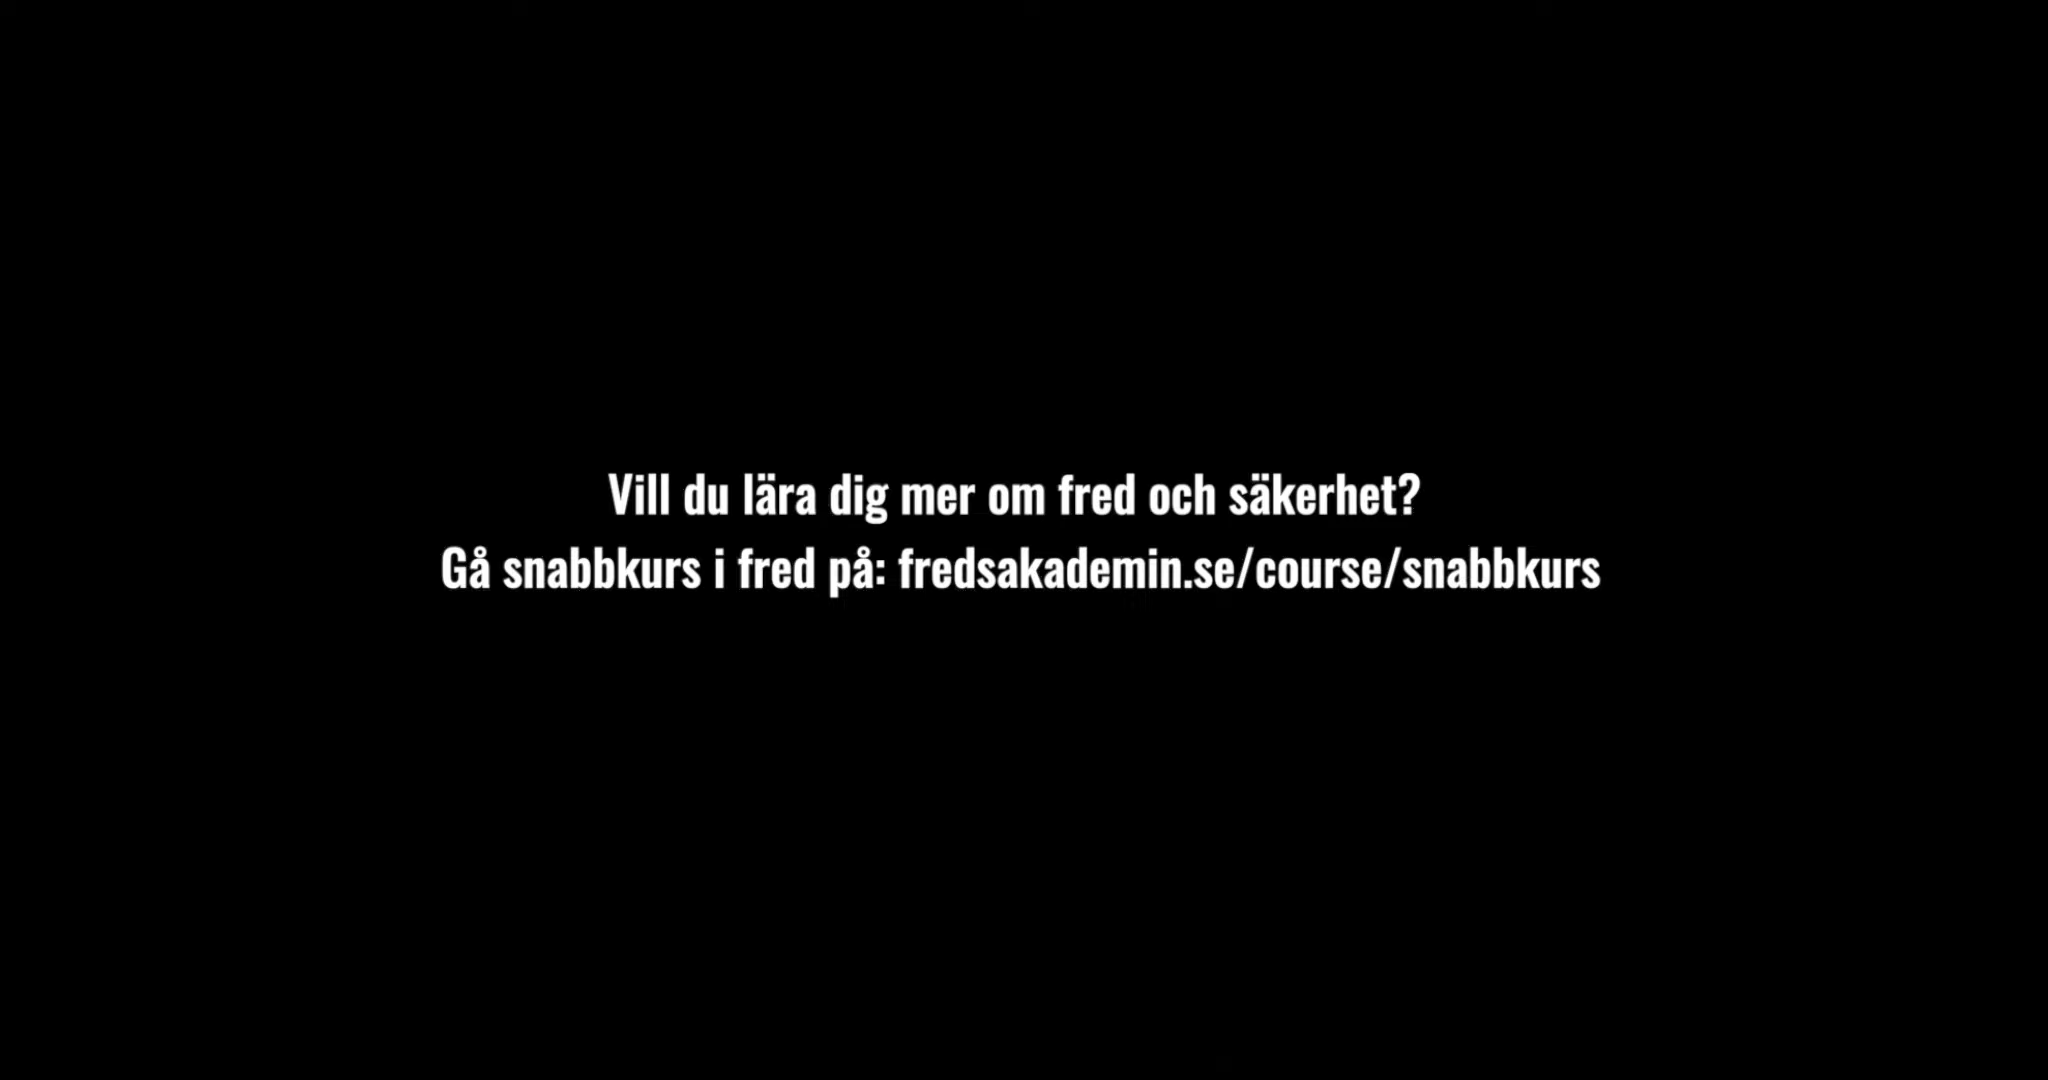 Vill du lära dig mer om fred och säkerhet?
Gå snabbkurs i fred på: fredsakademin.se/course/snabbkurs